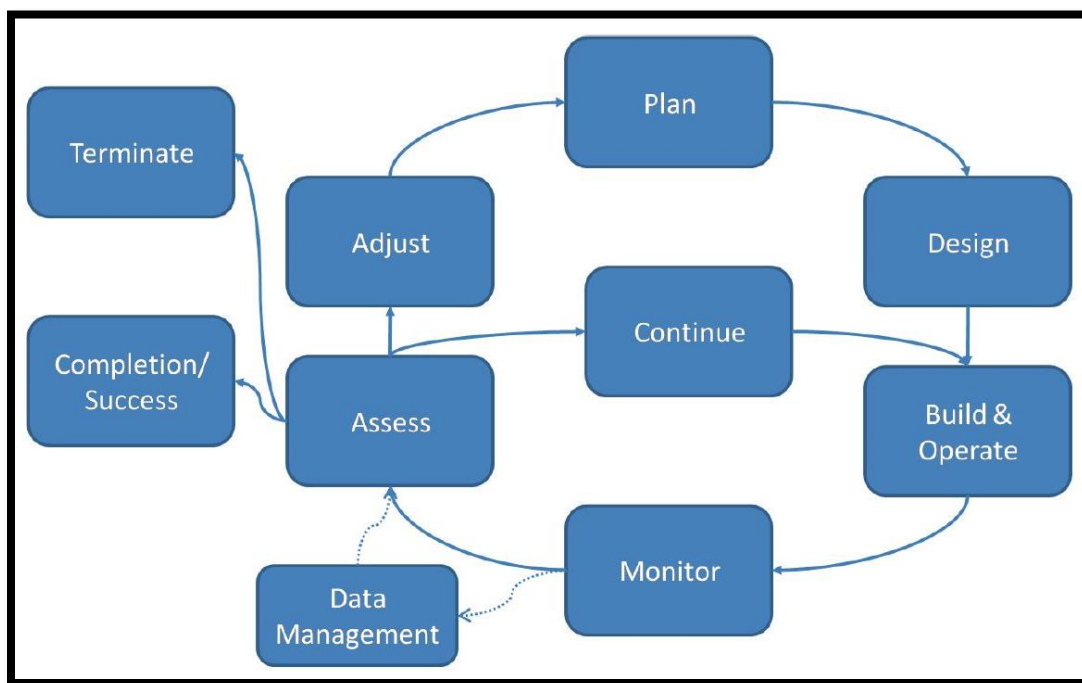 Plan
Terminate
Adjust
Design
Continue
Completion/
Success
Assess
Build &
Operate
Monitor
Data
Management